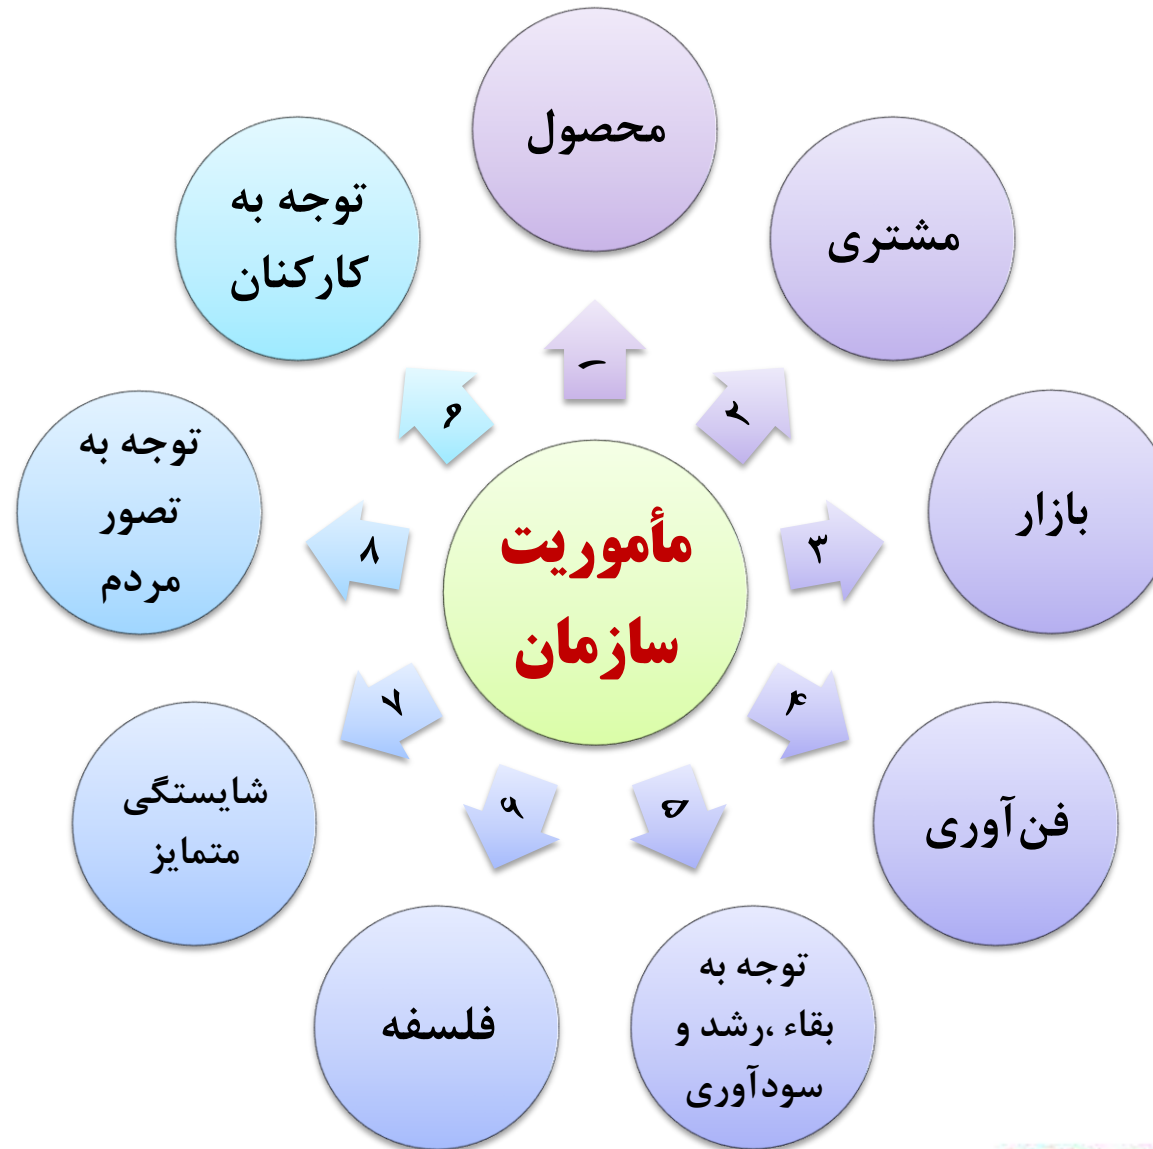 مأموریت
سازمان
۱
محصول
۲
مشتری
۳
بازار
۴
فن‌آوری
۵
توجه به
بقاء ،رشد و
سودآوری
۶
فلسفه
۷
شایستگی
متمایز
۸
توجه به
تصور
مردم
۹
توجه به
کارکنان